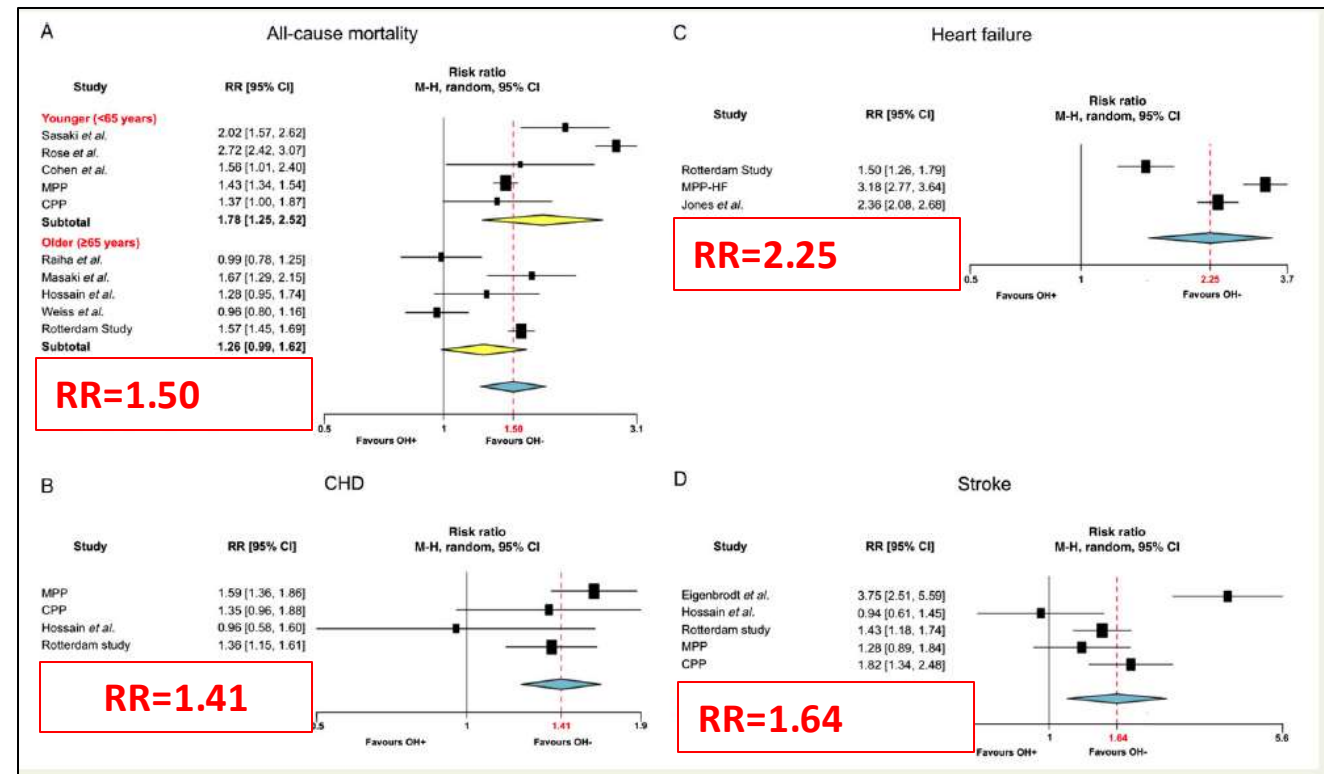 A
All-cause mortality
Risk ratio
Study RR [95% CI] M-H, random, 95% CI
Younger (<65 years)
Sasaki et al. 2.02 [1.57, 2.62]
Rose et al. 2.72 [2.42, 3.07]
Cohen et al. 1.56 [1.01, 2.40]
MPP 1.43 [1.34, 1.54]
CPP 1.37 [1.00, 1.87]
Subtotal 1.78 [1.25, 2.52]
Older (≥65 years)
Raiha et al. 0.99 [0.78, 1.25]
Masaki et al. 1.67 [1.29, 2.15]
Hossain et al. 1.28 [0.95, 1.74]
Weiss et al. 0.96 [0.80, 1.16]
Rotterdam Study 1.57 [1.45, 1.69]
Subtotal 1.26 [0.99, 1.62]
RR=1.50
0.5 1 1.50 3.1
Favours OH+ Favours OH-
B
CHD
Risk ratio
Study RR [95% CI] M-H, random, 95% CI
MPP 1.59 [1.36, 1.86]
CPP 1.35 [0.96, 1.88]
Hossain et al. 0.96 [0.58, 1.60]
Rotterdam study 1.36 [1.15, 1.61]
RR=1.41
0.5 1 1.41 1.9
Favours OH+ Favours OH-
C
Heart failure
Risk ratio
Study RR [95% CI] M-H, random, 95% CI
Rotterdam Study 1.50 [1.26, 1.79]
MPP-HF 3.18 [2.77, 3.64]
Jones et al. 2.36 [2.08, 2.68]
RR=2.25
0.5 1 2.25 3.7
Favours OH+ Favours OH-
D
Stroke
Risk ratio
Study RR [95% CI] M-H, random, 95% CI
Eigenbrodt et al. 3.75 [2.51, 5.59]
Hossain et al. 0.94 [0.61, 1.45]
Rotterdam study 1.43 [1.18, 1.74]
MPP 1.28 [0.89, 1.84]
CPP 1.82 [1.34, 2.48]
RR=1.64
1 1.64 5.6
Favours OH+ Favours OH-